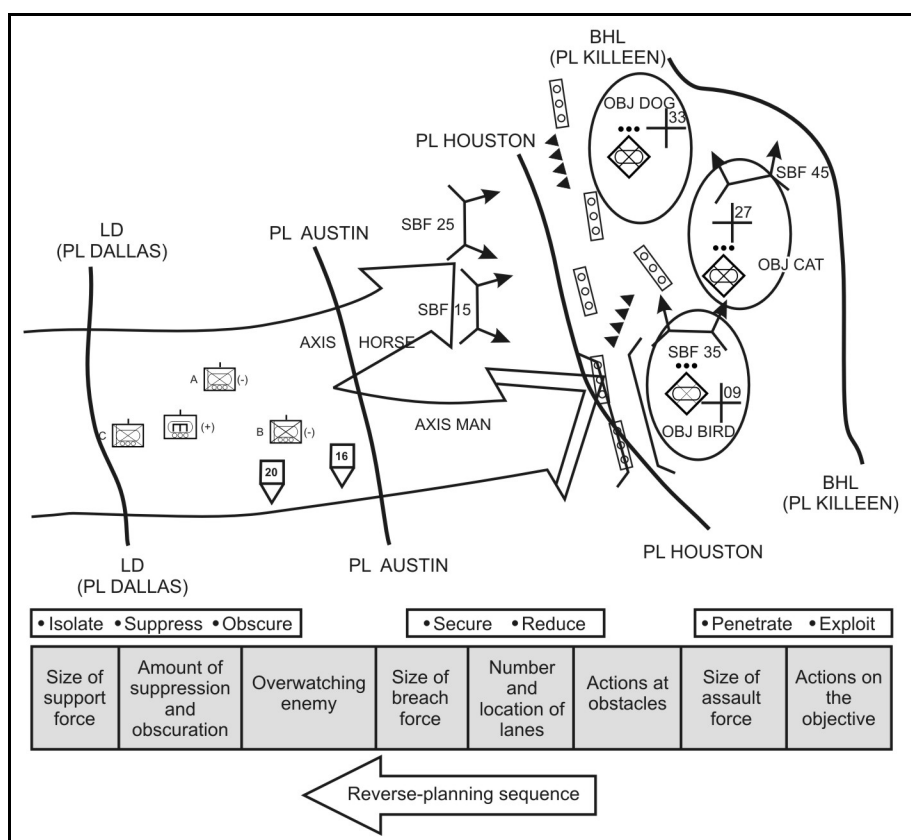 BHL
(PL KILLEEN)
OBJ DOG
33
PL HOUSTON
SBF 45
SBF 25
27
LD
(PL DALLAS)
PL AUSTIN
OBJ CAT
SBF 15
AXIS HORSE
SBF 35
A (-)
09
C E (+) B (-)
AXIS MAN
OBJ BIRD
20 16
BHL
(PL KILLEEN)
LD
(PL DALLAS)
PL AUSTIN
PL HOUSTON
• Isolate • Suppress • Obscure
• Secure • Reduce
• Penetrate • Exploit
Size of
support
force
Amount of
suppression
and
obscuration
Overwatching
enemy
Size of
breach
force
Number
and
location of
lanes
Actions at
obstacles
Size of
assault
force
Actions on
the
objective
Reverse-planning sequence